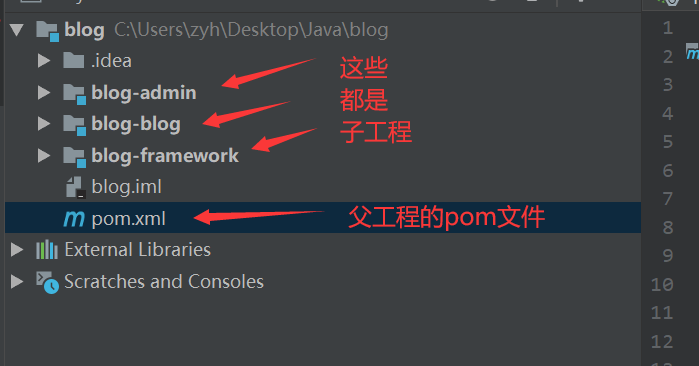 blog C:\Users\zyh\Desktop\Java\blog
.idea
blog-admin
blog-blog
blog-framework
blog.iml
m pom.xml
External Libraries
Scratches and Consoles
这些
都是
子工程
父工程的pom文件
1
2
3
4
5
6
7
8
9
10
11
12